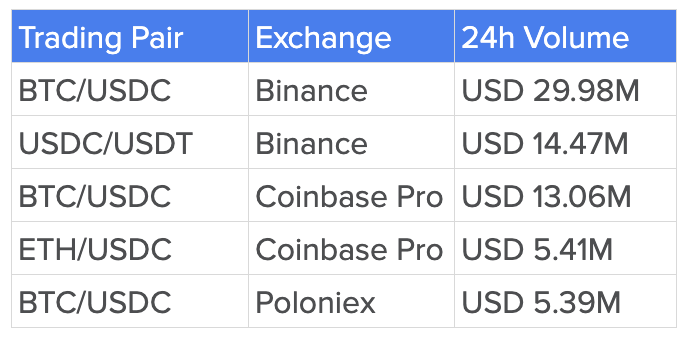 Trading Pair Exchange 24h Volume
BTC/USDC Binance USD 29.98M
USDC/USDT Binance USD 14.47M
BTC/USDC Coinbase Pro USD 13.06M
ETH/USDC Coinbase Pro USD 5.41M
BTC/USDC Poloniex USD 5.39M